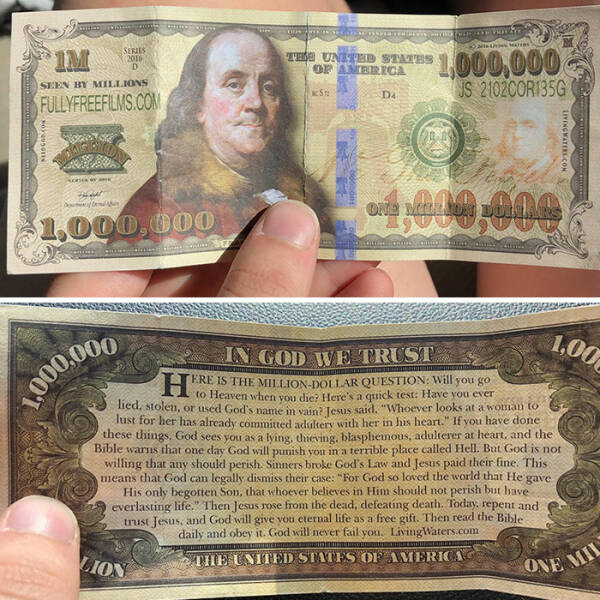 1M
SERIES
2016
D
THE UNITED STATES
OF AMERICA
1,000,000
SEEN BY MILLIONS
FULLYFREEFILMS.COM
D4
JS 2102COR135G
LIVINGWATERS.COM
MILLION
Department of Eternal Affairs
1,000,000
ONE MILLION DOLLARS
1,000,000
1,000,000
IN GOD WE TRUST
1,00
HERE IS THE MILLION-DOLLAR QUESTION: Will you go
to Heaven when you die? Here's a quick test: Have you ever
lied, stolen, or used God's name in vain? Jesus said, "Whoever looks at a woman to
lust for her has already committed adultery with her in his heart." If you have done
these things, God sees you as a lying, thieving, blasphemous, adulterer at heart, and the
Bible warns that one day God will punish you in a terrible place called Hell. But God is not
willing that any should perish. Sinners broke God's Law and Jesus paid their fine. This
means that God can legally dismiss their case: "For God so loved the world that He gave
His only begotten Son, that whoever believes in Him should not perish but have
everlasting life." Then Jesus rose from the dead, defeating death. Today, repent and
trust Jesus, and God will give you eternal life as a free gift. Then read the Bible
daily and obey it. God will never fail you. LivingWaters.com
LION
THE UNITED STATES OF AMERICA
ONE MIL